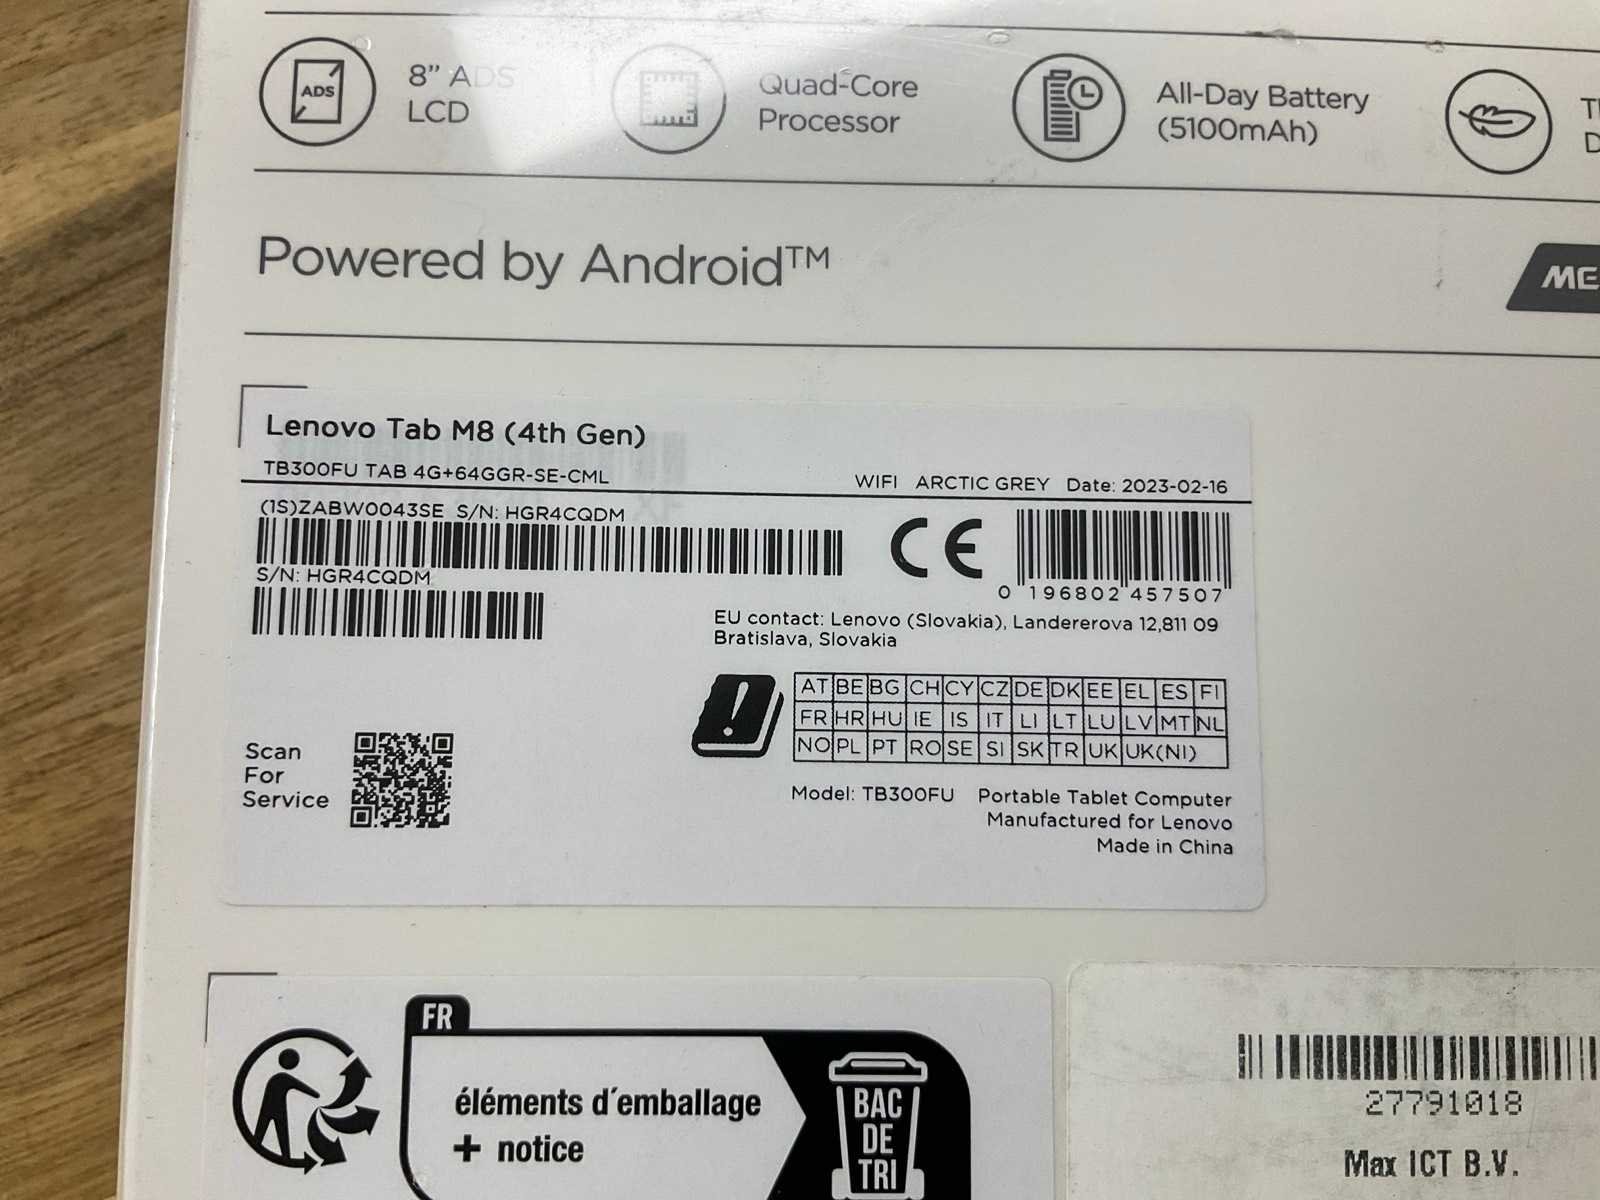 ADS
8” ADS
LCD
Quad-Core
Processor
All-Day Battery
(5100mAh)
Powered by Android™
Lenovo Tab M8 (4th Gen)
TB300FU TAB 4G+64GGR-SE-CML
WIFI ARCTIC GREY Date: 2023-02-16
(1S)ZABW0043SE S/N: HGR4CQDM
S/N: HGR4CQDM
CE
0 196802 457507
EU contact: Lenovo (Slovakia), Landererova 12,811 09
Bratislava, Slovakia
AT BE BG CH CY CZ DE DK EE EL ES FI
FR HR HU IE IS IT LI LT LU LV MT NL
NO PL PT RO SE SI SK TR UK UK(NI)
Scan
For
Service
Model: TB300FU Portable Tablet Computer
Manufactured for Lenovo
Made in China
FR
éléments d´emballage
+ notice
BAC
DE
TRI
27791018
Max ICT B.V.